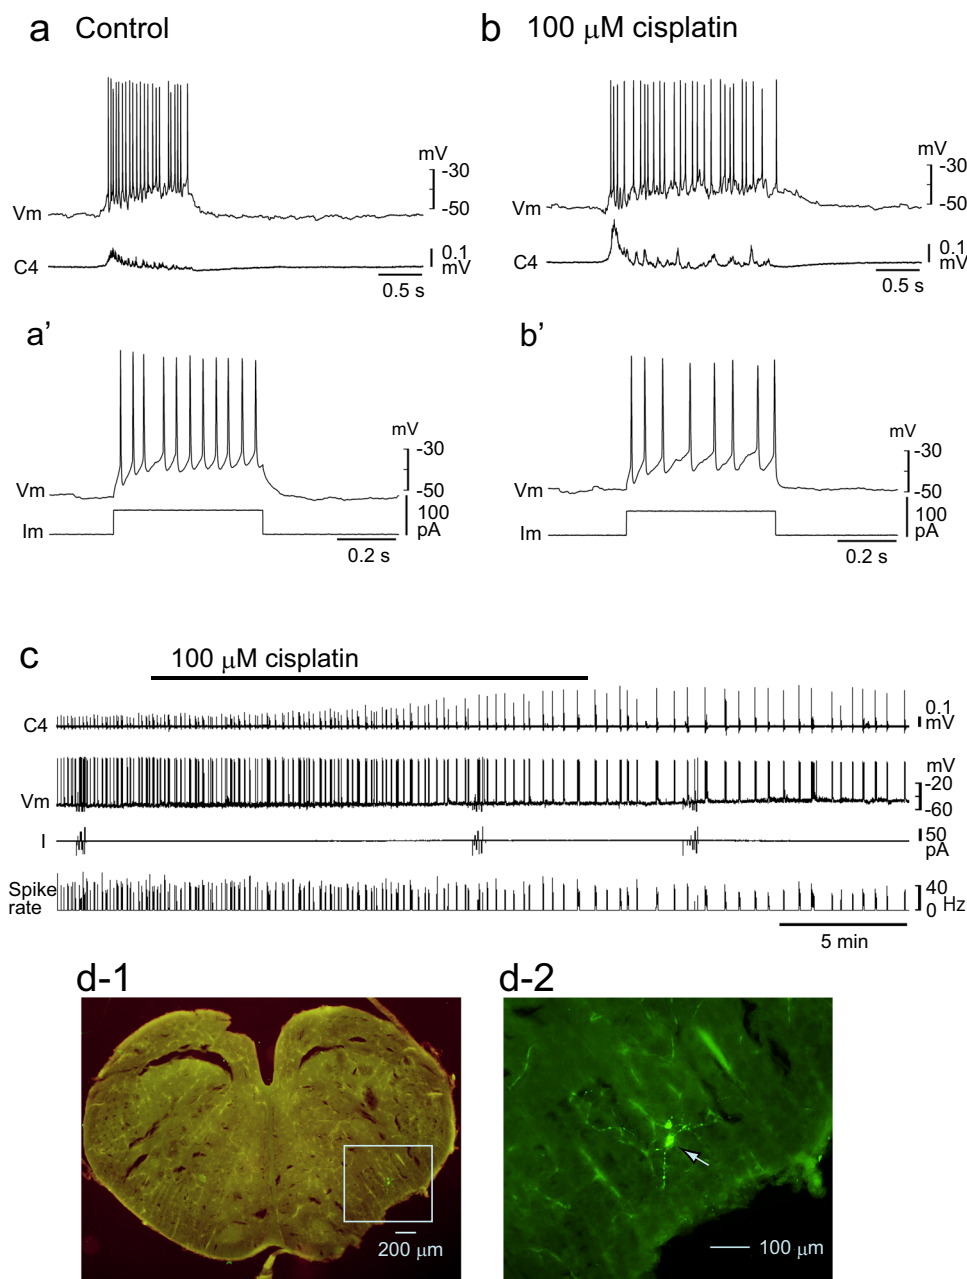 a Control
b 100 μM cisplatin
mV
-30
-50
Vm
C4
0.1
mV
0.5 s
mV
-30
-50
Vm
C4
0.1
mV
0.5 s
a'
mV
-30
-50
Vm
100
pA
Im
0.2 s
b'
mV
-30
-50
Vm
100
pA
Im
0.2 s
c
100 μM cisplatin
C4
0.1
mV
Vm
mV
-20
-60
I
50
pA
Spike
rate
40
0 Hz
5 min
d-1
200 μm
d-2
100 μm